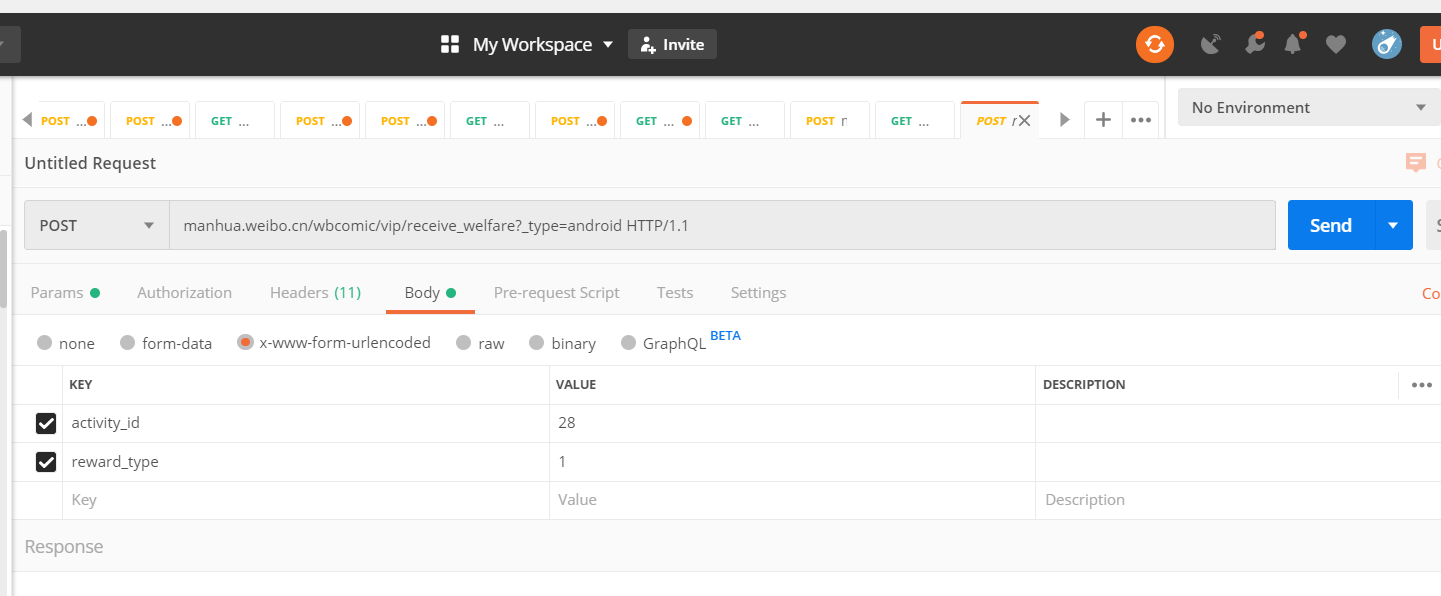 My Workspace Invite
POST ... POST ... GET ... POST ... POST ... GET ... POST ... GET ... GET ... POST GET ... POST
No Environment
Untitled Request
POST manhua.weibo.cn/wbcomic/vip/receive_welfare?_type=android HTTP/1.1 Send
Params Authorization Headers (11) Body Pre-request Script Tests Settings Co
none form-data x-www-form-urlencoded raw binary GraphQL BETA
KEY VALUE DESCRIPTION
activity_id 28
reward_type 1
Key Value Description
Response